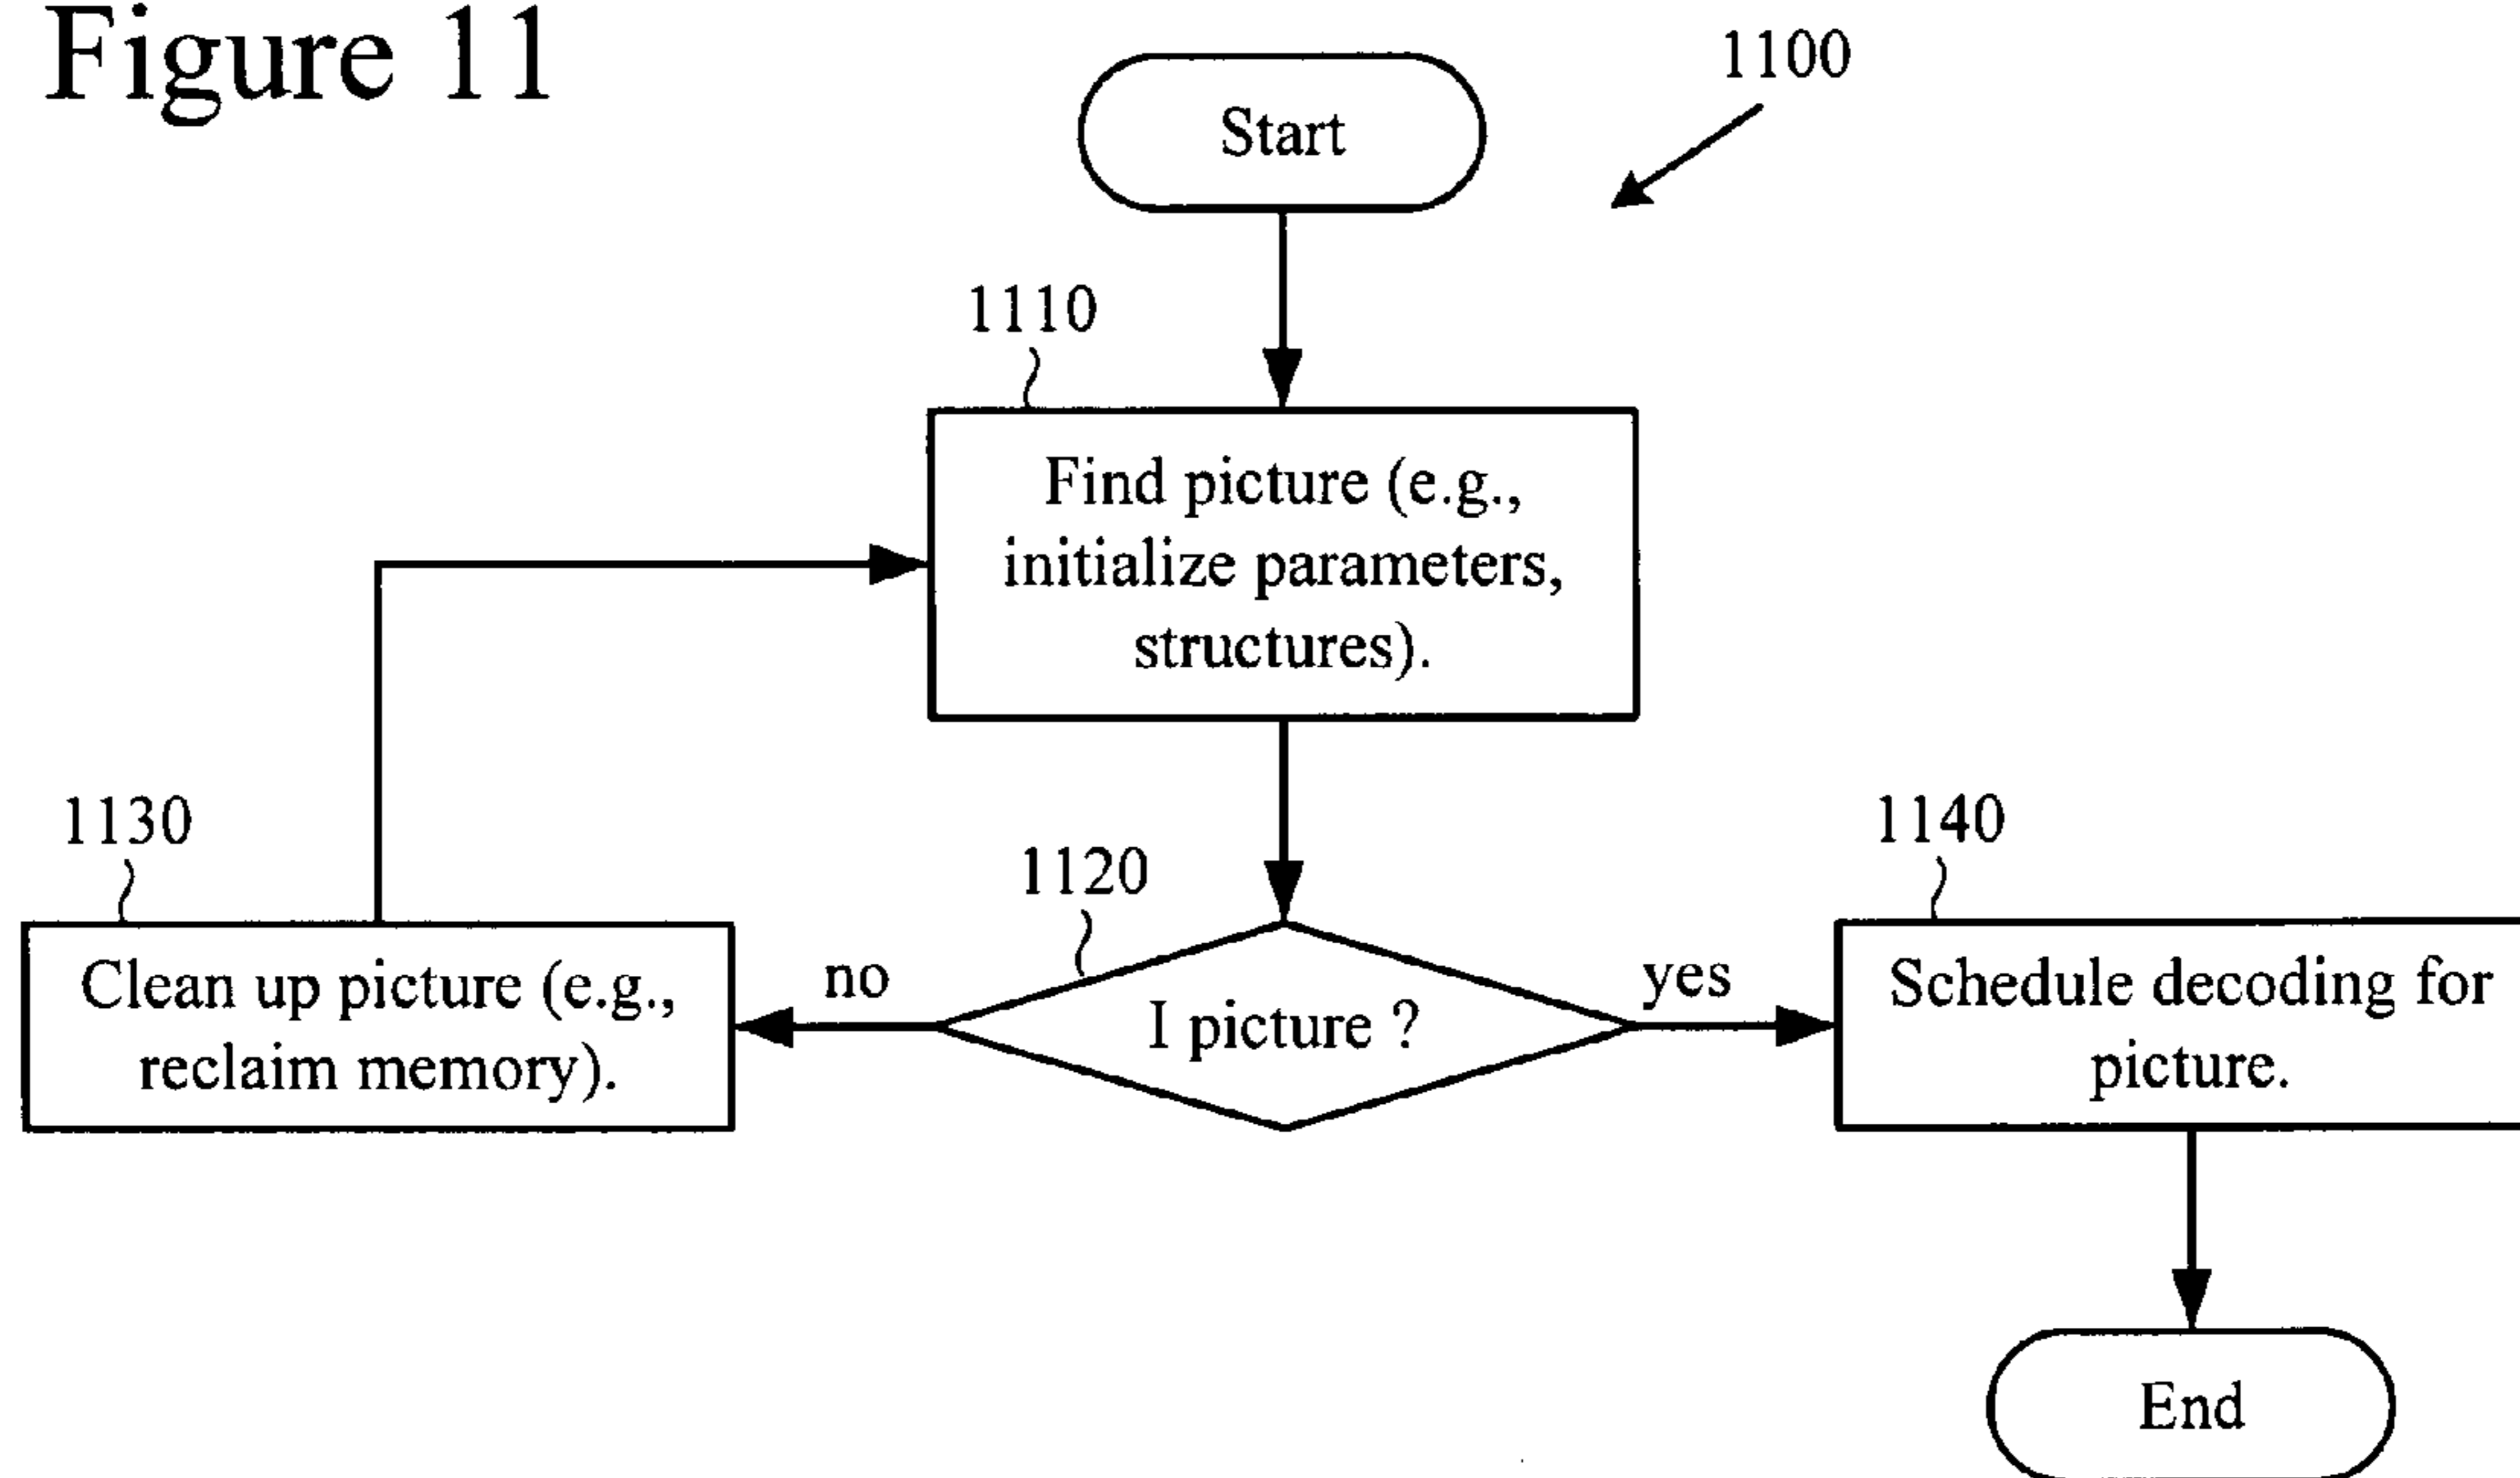 Figure 11
1100
Start
1110
Find picture (e.g.,
initialize parameters,
structures).
1130
1120
1140
Clean up picture (e.g.,
reclaim memory).
no
I picture ?
yes
Schedule decoding for
picture.
End